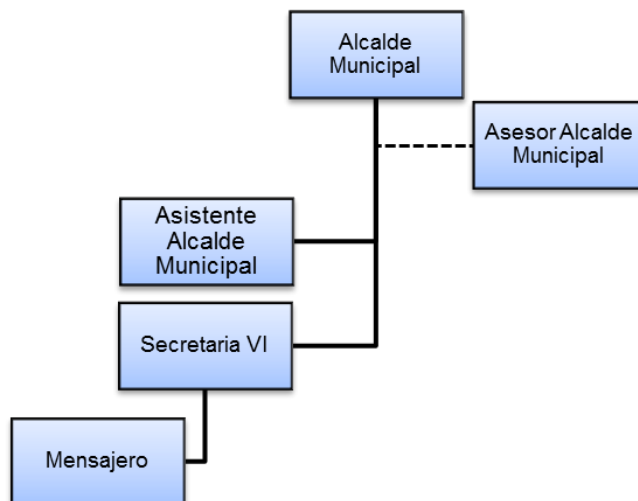 Alcalde
Municipal
Asesor Alcalde
Municipal
Asistente
Alcalde
Municipal
Secretaria VI
Mensajero